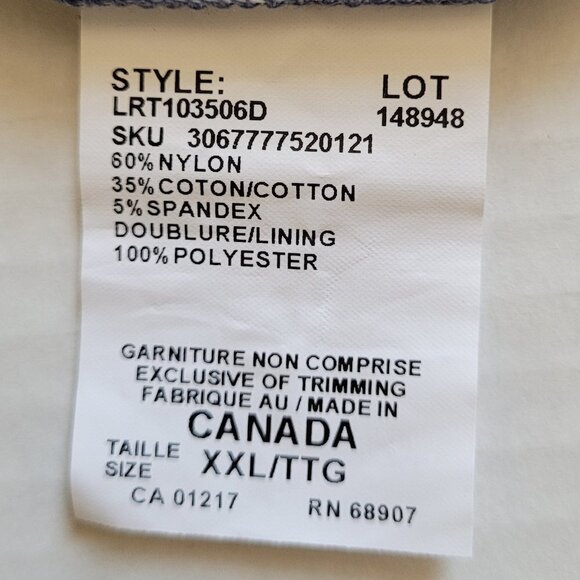 STYLE: LOT
LRT103506D 148948
SKU 3067777520121
60% NYLON
35% COTON/COTTON
5% SPANDEX
DOUBLURE/LINING
100% POLYESTER
GARNITURE NON COMPRISE
EXCLUSIVE OF TRIMMING
FABRIQUE AU / MADE IN
CANADA
TAILLE
SIZE XXL/TTG
CA 01217 RN 68907